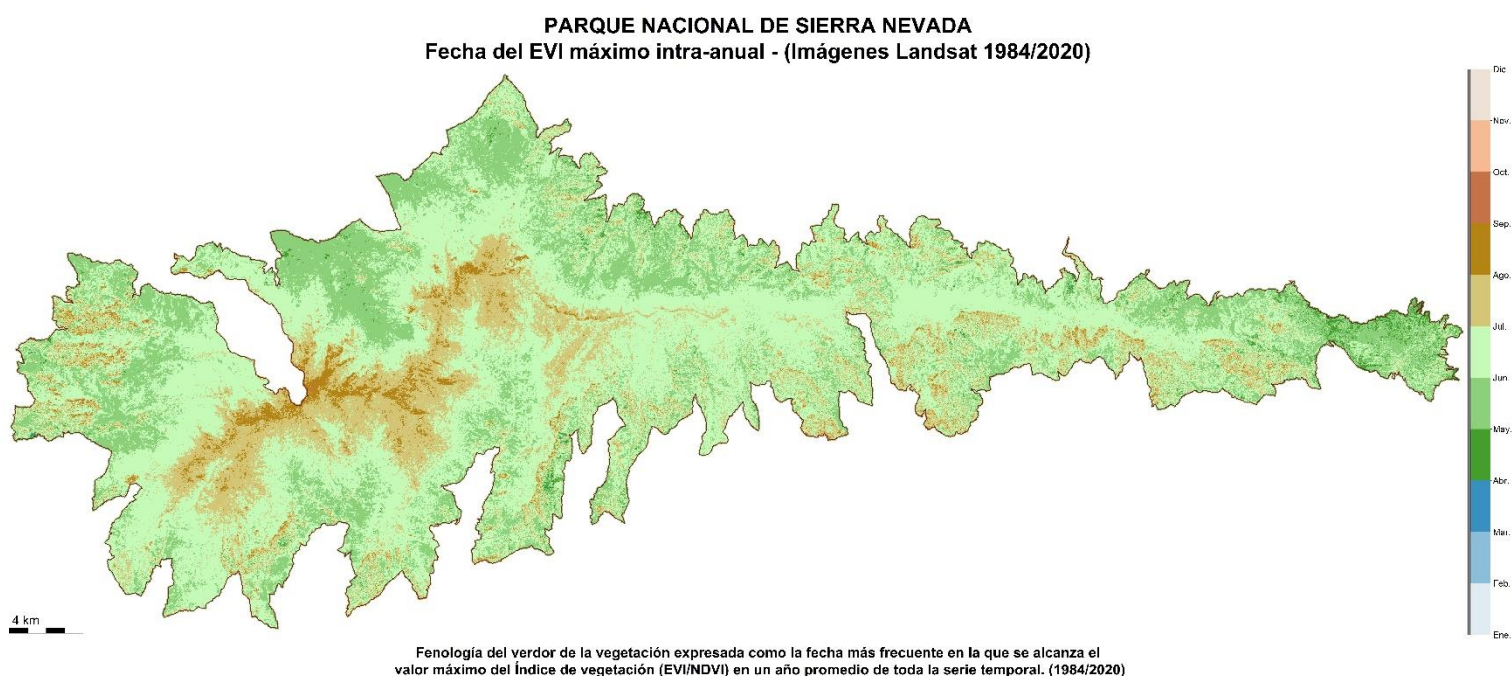 PARQUE NACIONAL DE SIERRA NEVADA
Fecha del EVI máximo intra-anual - (Imágenes Landsat 1984/2020)
Dic
Nov.
Oct.
Sep.
Ago.
Jul.
Jun.
May.
Abr.
Mar.
Feb.
Ene.
4 km
Fenología del verdor de la vegetación expresada como la fecha más frecuente en la que se alcanza el
valor máximo del Índice de vegetación (EVI/NDVI) en un año promedio de toda la serie temporal. (1984/2020)